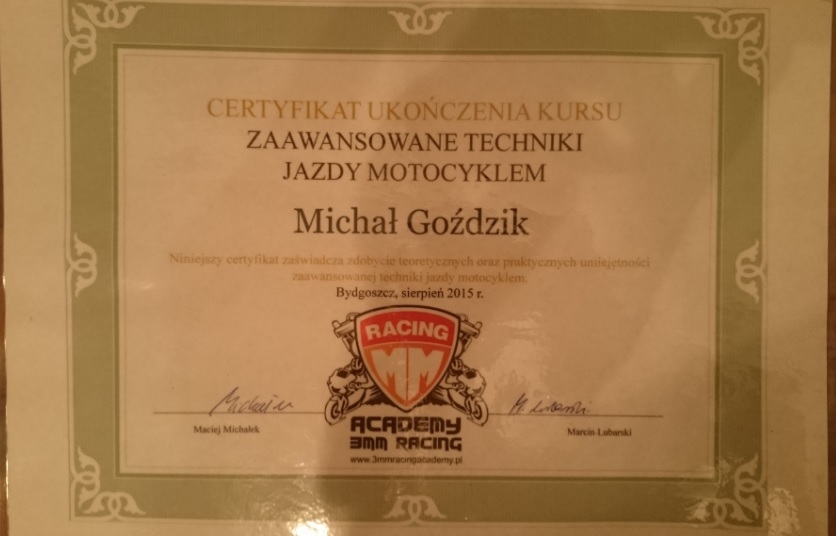 CERTYFIKAT UKOŃCZENIA KURSU
ZAAWANSOWANE TECHNIKI
JAZDY MOTOCYKLEM
Michał Goździk
Niniejszy certyfikat zaświadcza zdobycie teoretycznych oraz praktycznych umiejętności
zaawansowanej techniki jazdy motocyklem.
Bydgoszcz, sierpień 2015 r.
RACING
MM
ACADEMY
3MM RACING
www.3mmracingacademy.pl
Maciej Michałek
M. Lubarski
Marcin Lubarski